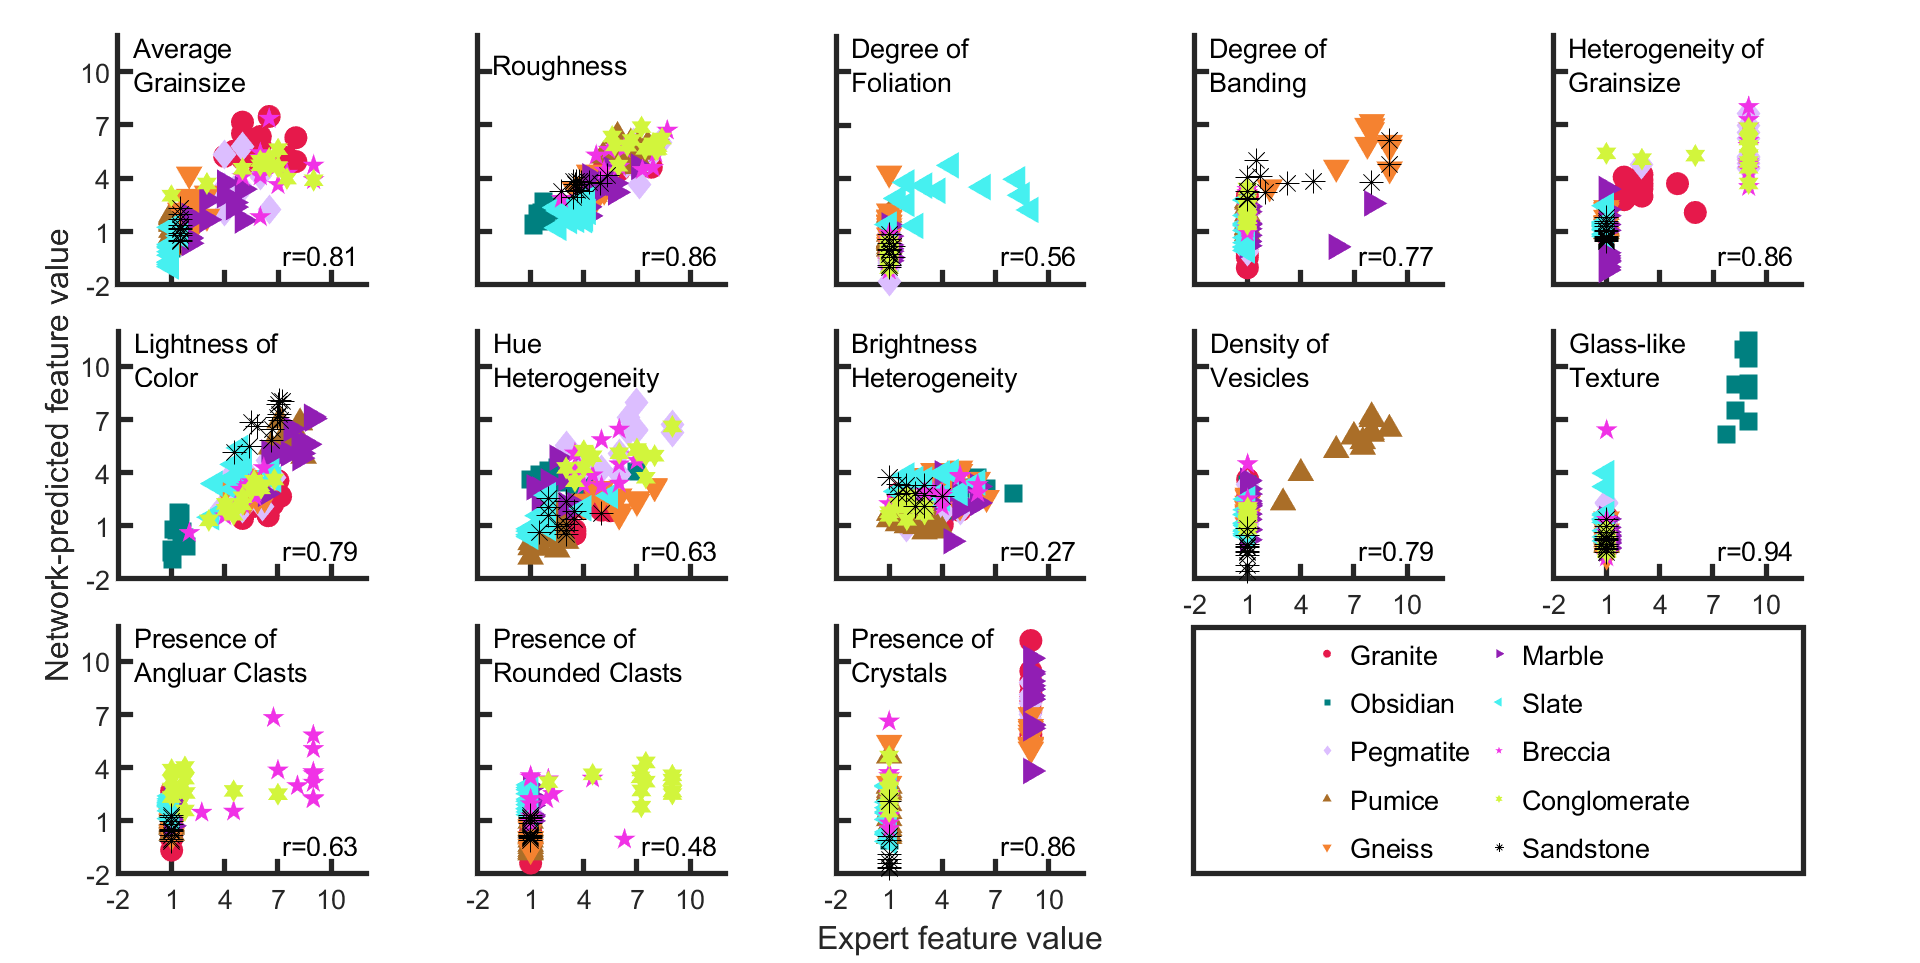 Average
Grainsize
10
7
4
1
-2
r=0.81
Roughness
r=0.86
Degree of
Foliation
r=0.56
Degree of
Banding
r=0.77
Heterogeneity of
Grainsize
r=0.86
Network-predicted feature value
Lightness of
Color
10
7
4
1
-2
r=0.79
Hue
Heterogeneity
r=0.63
Brightness
Heterogeneity
r=0.27
Density of
Vesicles
r=0.79
-2 1 4 7 10
Glass-like
Texture
r=0.94
-2 1 4 7 10
Presence of
Angluar Clasts
10
7
4
1
-2
r=0.63
-2 1 4 7 10
Presence of
Rounded Clasts
r=0.48
-2 1 4 7 10
Presence of
Crystals
r=0.86
-2 1 4 7 10
Expert feature value
Granite
Obsidian
Pegmatite
Pumice
Gneiss
Marble
Slate
Breccia
Conglomerate
Sandstone